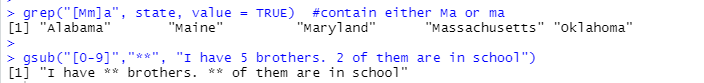 > grep("[Mm]a", state, value = TRUE)  #contain either Ma or ma
[1] "Alabama"       "Maine"         "Maryland"      "Massachusetts" "Oklahoma"
>
> gsub("[0-9]","**", "I have 5 brothers. 2 of them are in school")
[1] "I have ** brothers. ** of them are in school"